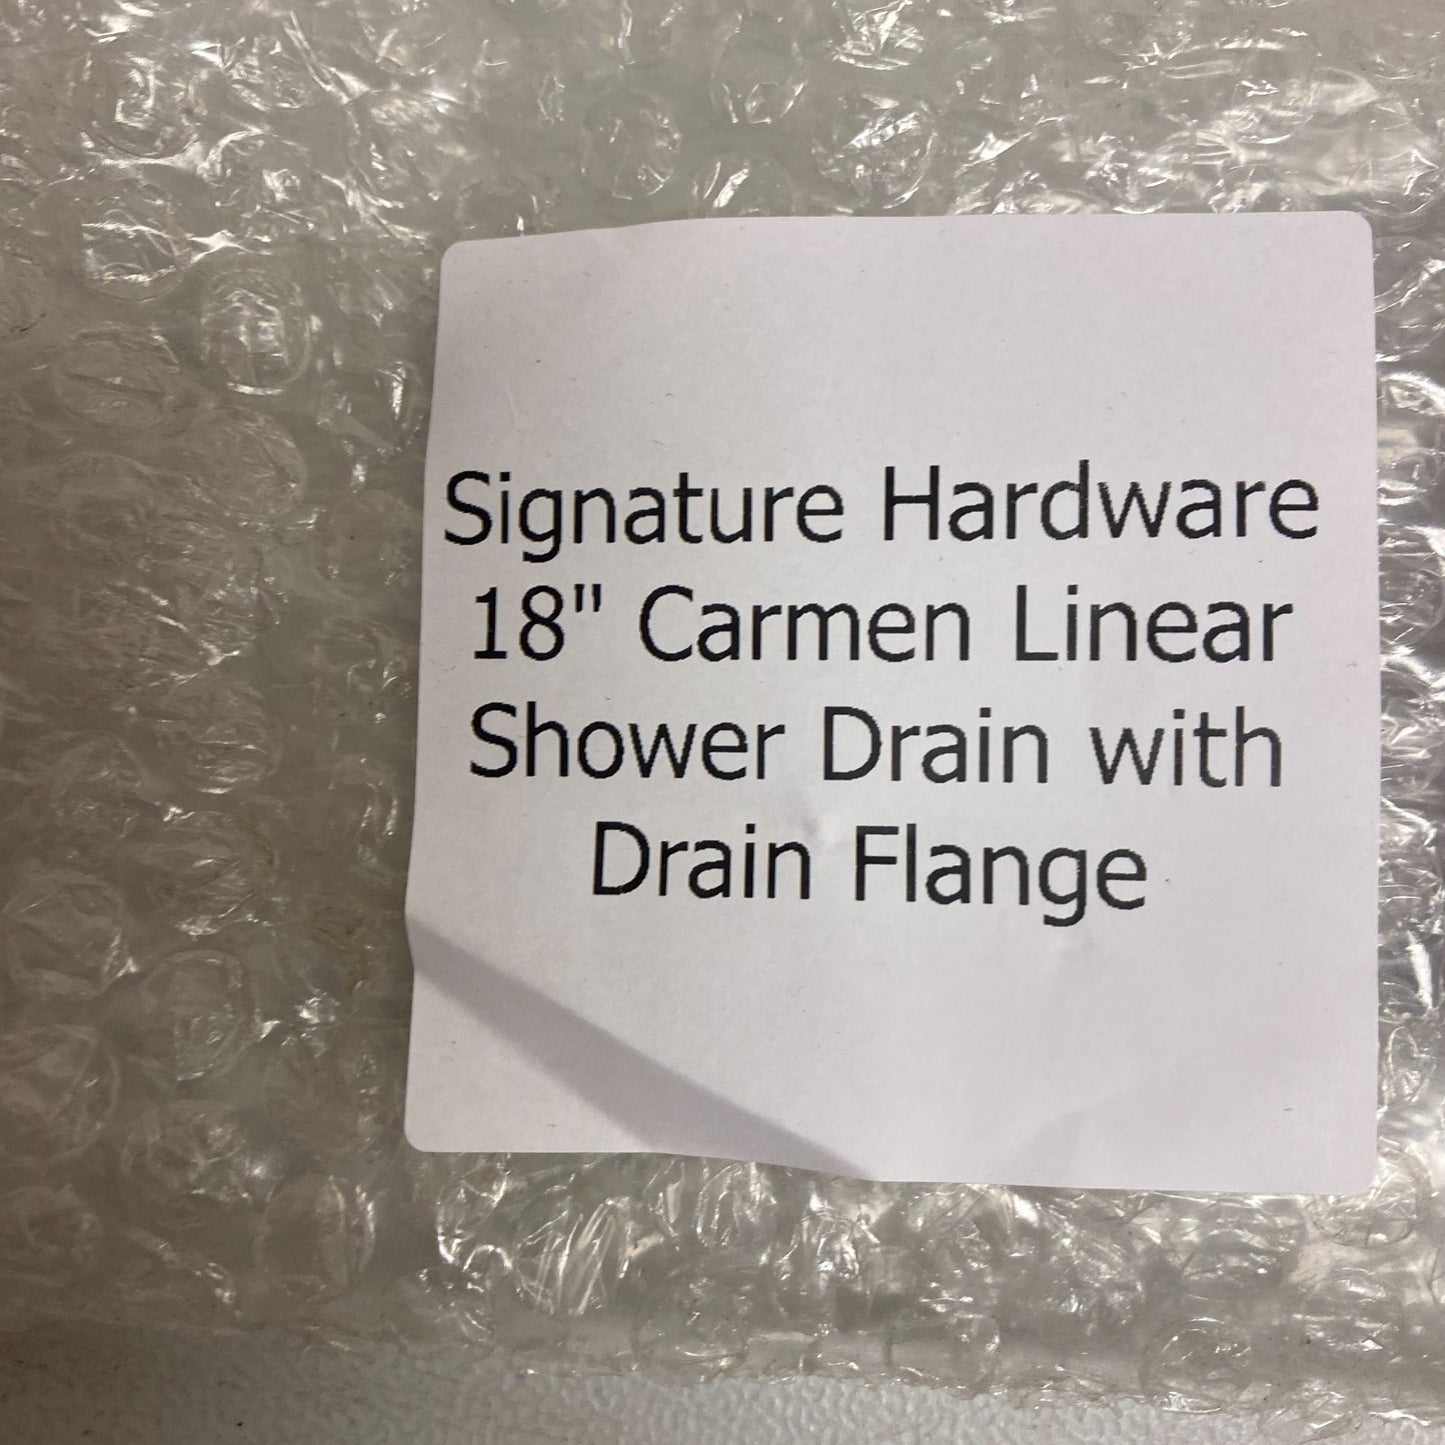 Signature Hardware
18" Carmen Linear
Shower Drain with
Drain Flange